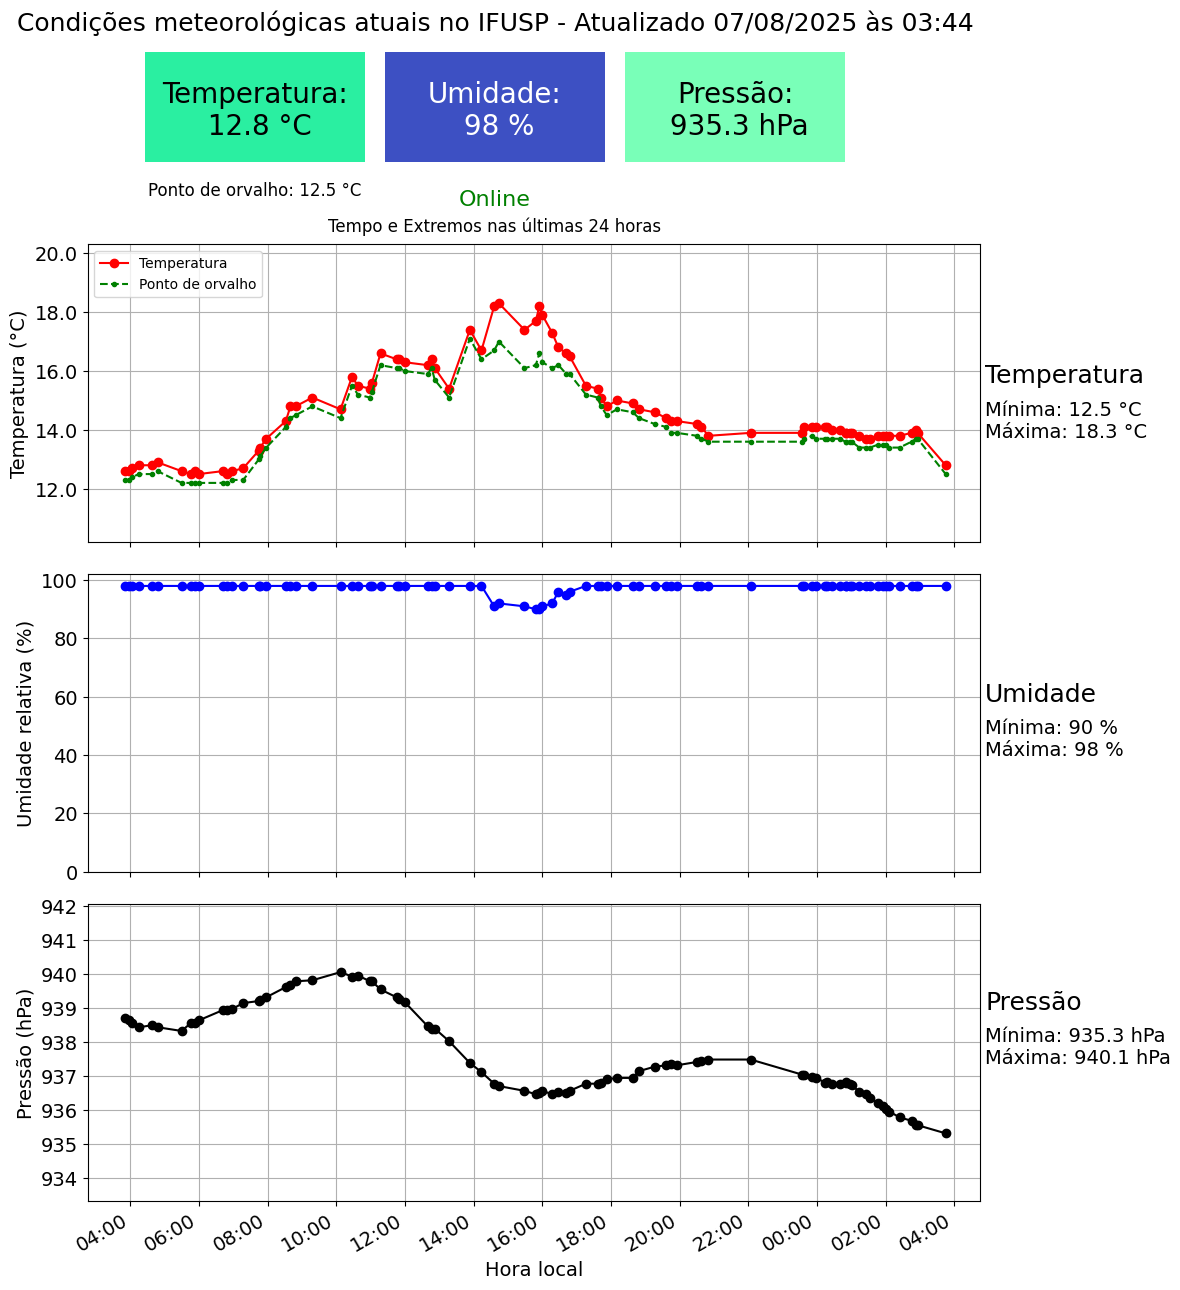 Condições meteorológicas atuais no IFUSP - Atualizado 07/08/2025 às 03:44
Temperatura:
12.8 °C
Umidade:
98 %
Pressão:
935.3 hPa
Ponto de orvalho: 12.5 °C
Online
Tempo e Extremos nas últimas 24 horas
Temperatura (°C)
20.0
18.0
16.0
14.0
12.0
Temperatura
Ponto de orvalho
Temperatura
Mínima: 12.5 °C
Máxima: 18.3 °C
Umidade relativa (%)
100
80
60
40
20
0
Umidade
Mínima: 90 %
Máxima: 98 %
Pressão (hPa)
942
941
940
939
938
937
936
935
934
Pressão
Mínima: 935.3 hPa
Máxima: 940.1 hPa
04:00 06:00 08:00 10:00 12:00 14:00 16:00 18:00 20:00 22:00 00:00 02:00 04:00
Hora local